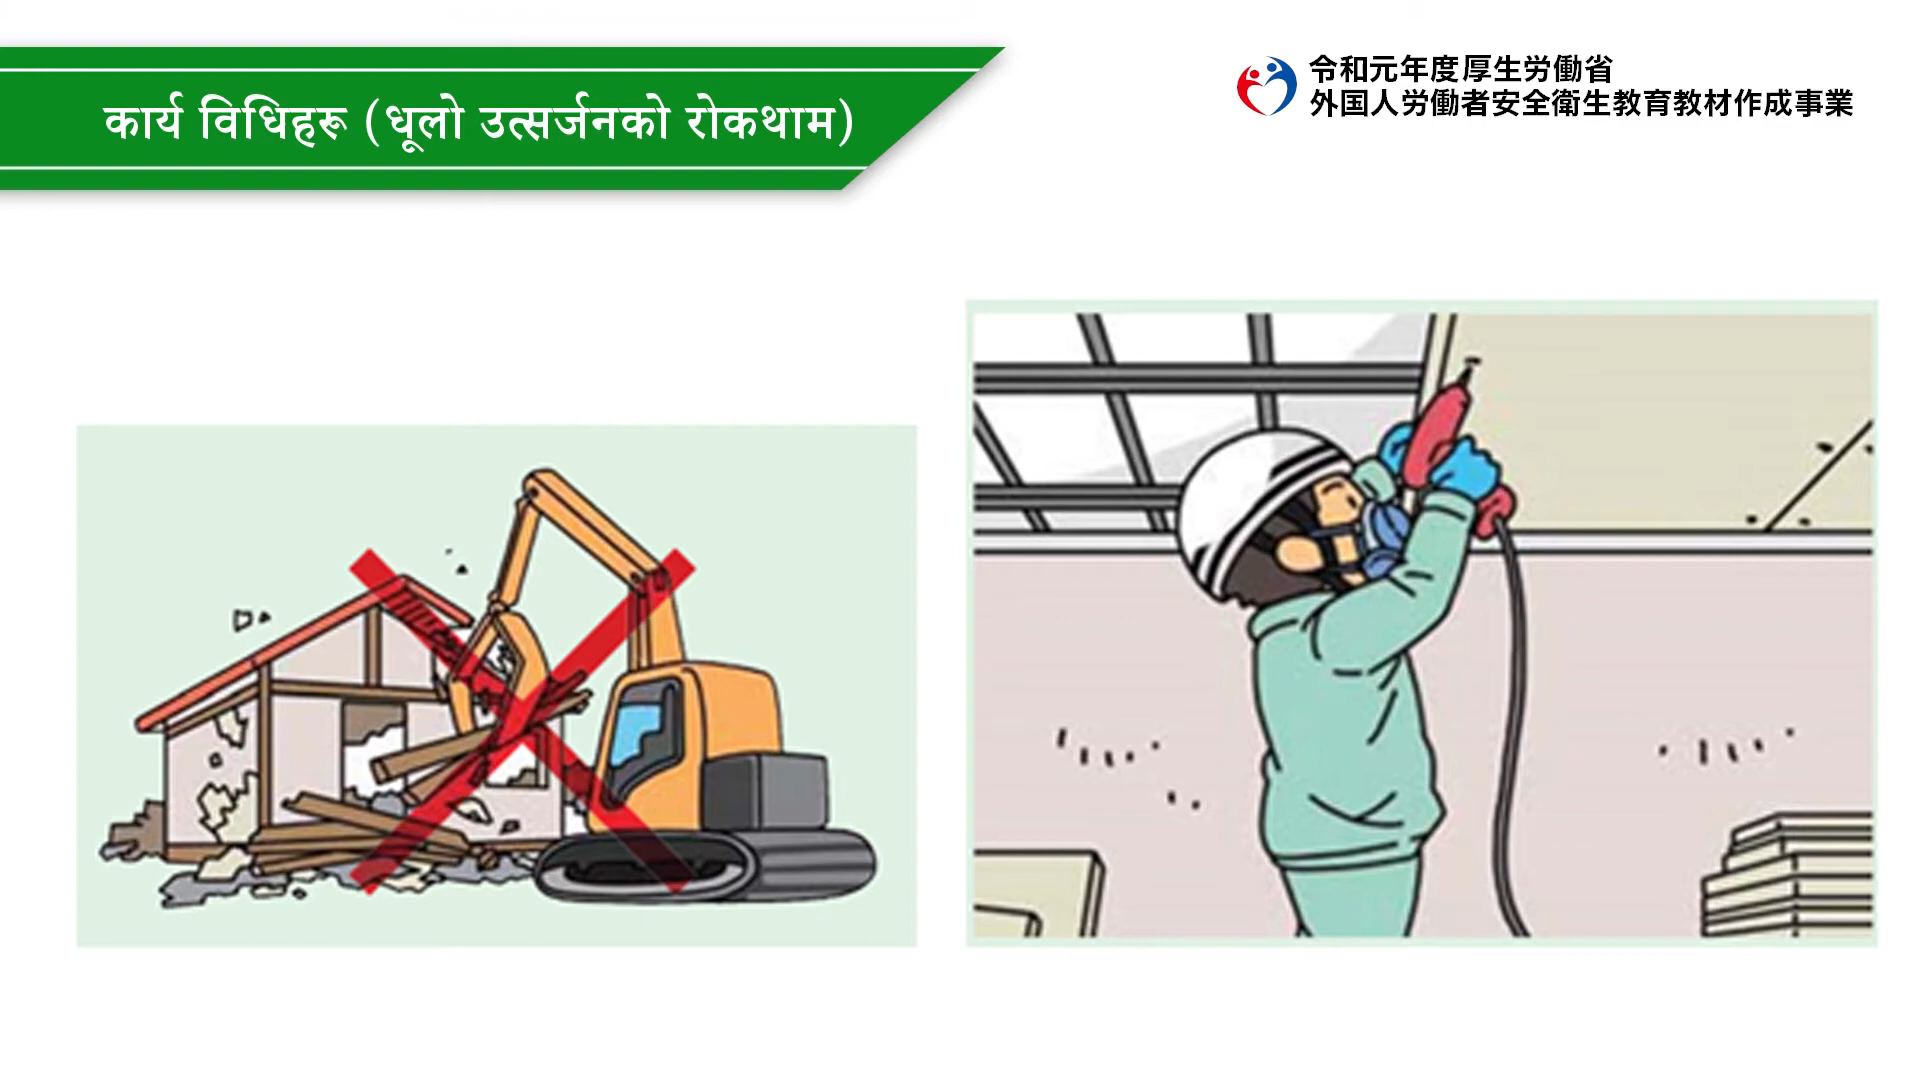 कार्य विधिहरू (धूलो उत्सर्जनको रोकथाम)
令和元年度厚生労働省
外国人労働者安全衛生教育教材作成事業